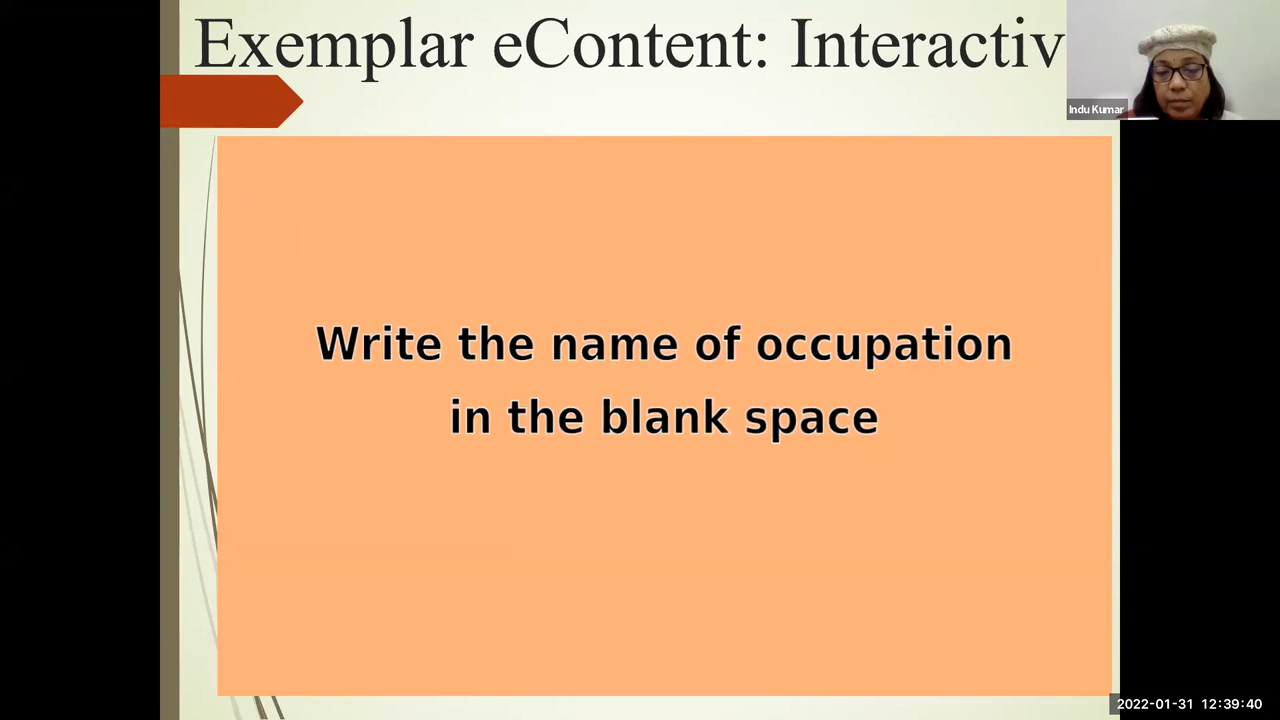 Exemplar eContent: Interactiv
Indu Kumar
Write the name of occupation
in the blank space
2022-01-31 12:39:40